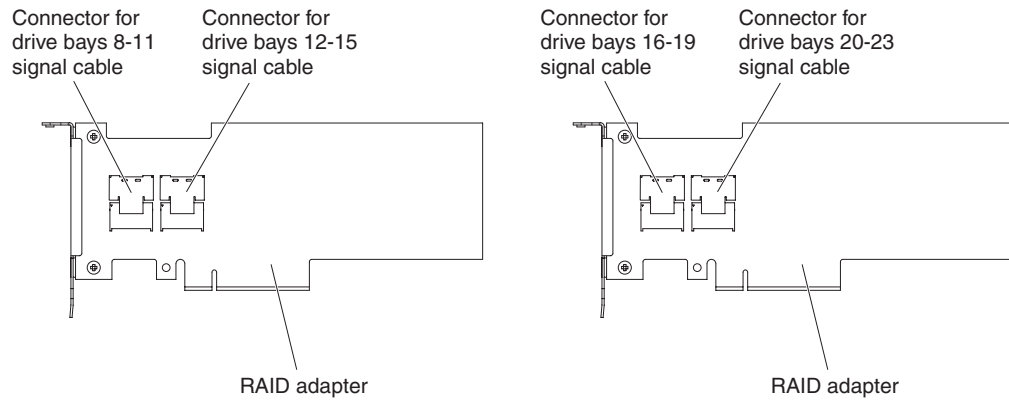 Connector for
drive bays 8-11
signal cable
Connector for
drive bays 12-15
signal cable
Connector for
drive bays 16-19
signal cable
Connector for
drive bays 20-23
signal cable
RAID adapter
RAID adapter